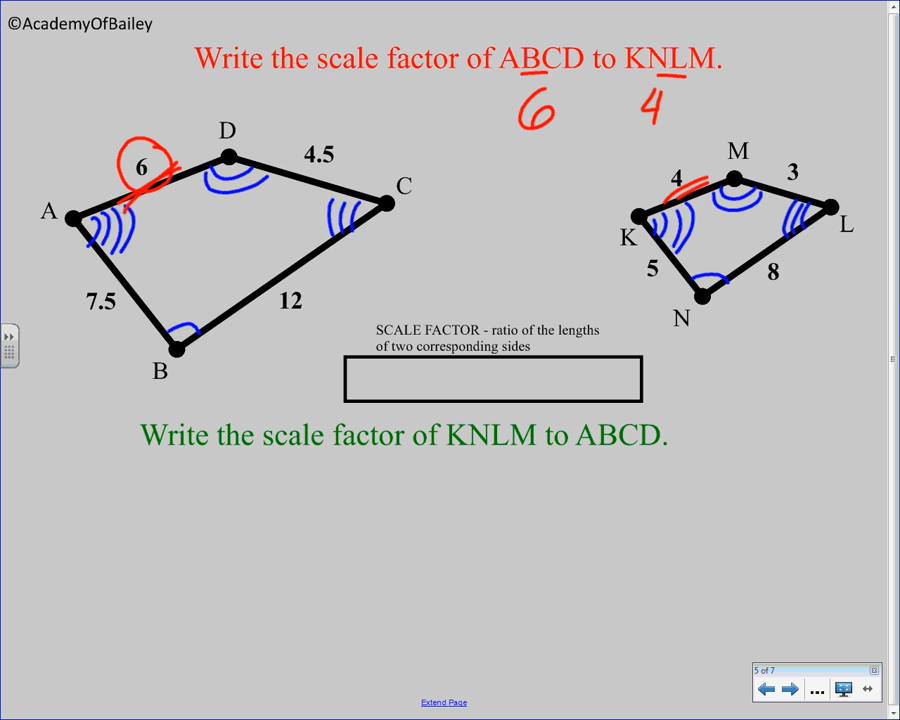 ©AcademyOfBailey
Write the scale factor of ABCD to KNLM.
6 4
D
6
4.5
A
C
7.5
12
B
M
4
3
K
L
5
8
N
SCALE FACTOR - ratio of the lengths
of two corresponding sides
Write the scale factor of KNLM to ABCD.
5 of 7
...
Extend Page